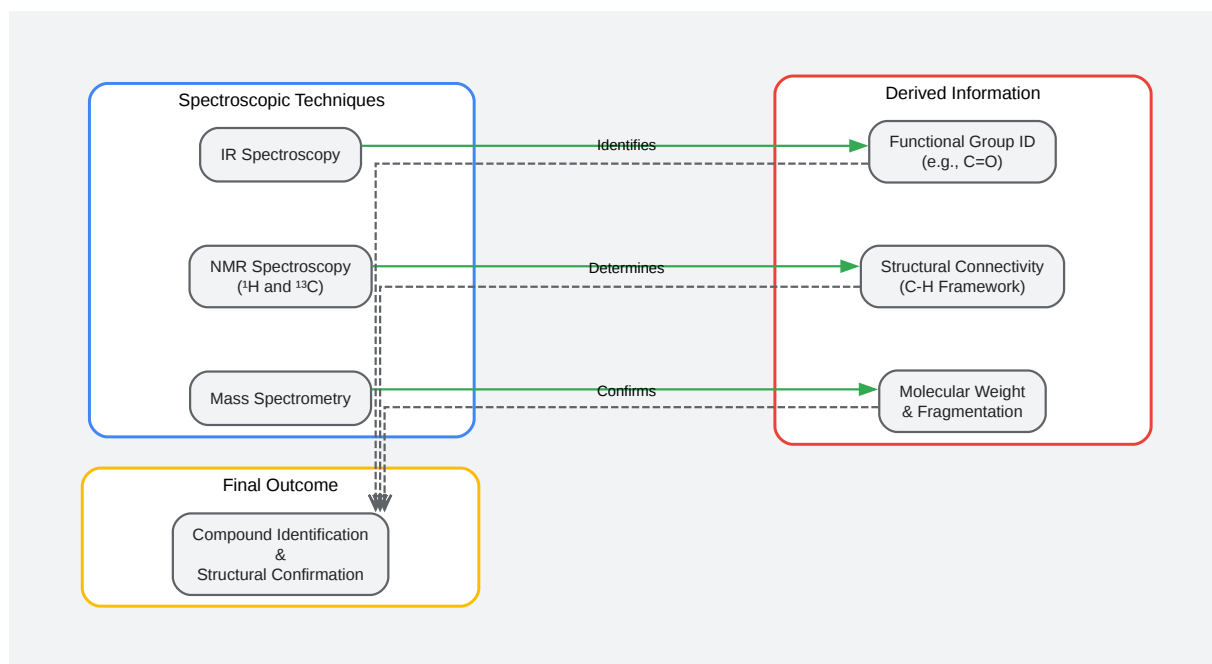 Spectroscopic Techniques
Derived Information
IR Spectroscopy
Identifies
Functional Group ID
(e.g., C=O)
NMR Spectroscopy
(¹H and ¹³C)
Determines
Structural Connectivity
(C-H Framework)
Mass Spectrometry
Confirms
Molecular Weight
& Fragmentation
Final Outcome
Compound Identification
&
Structural Confirmation